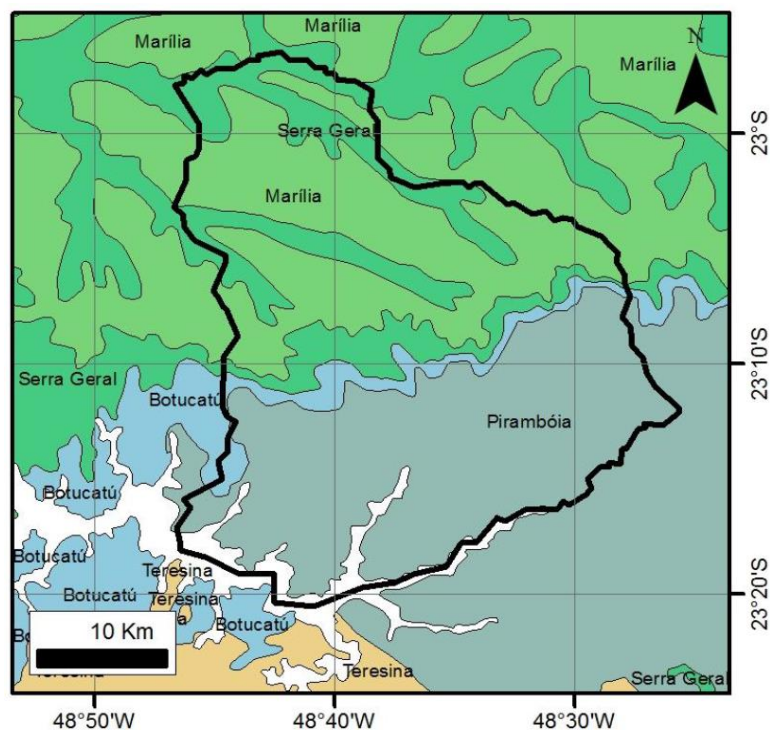 Marília
Marília
N
Marília
Serra Geral
23°S
Marília
23°10'S
Serra Geral
Botucatú
Pirambóia
Botucatú
Botucatú
Teresina
23°20'S
Botucatú
Teresina
Botucatú
10 Km
Teresina
Teresina
Serra Geral
48°50'W
48°40'W
48°30'W